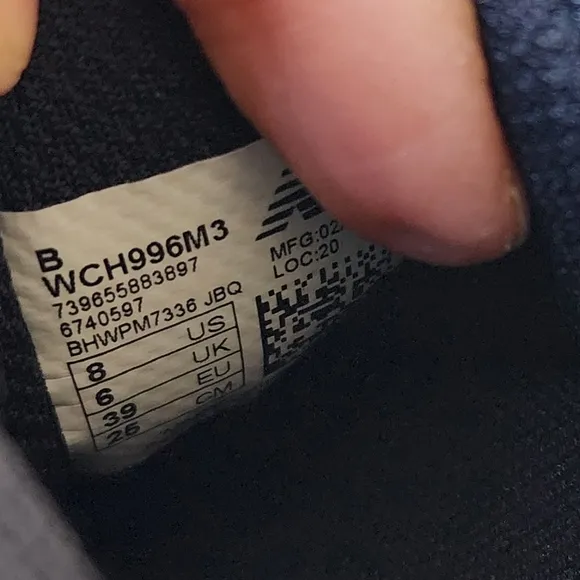 B
WCH996M3
739655883897
6740597
BHWPM7336 JBQ
MFG:02
LOC:20
8 US
6 UK
39 EU
25 CM